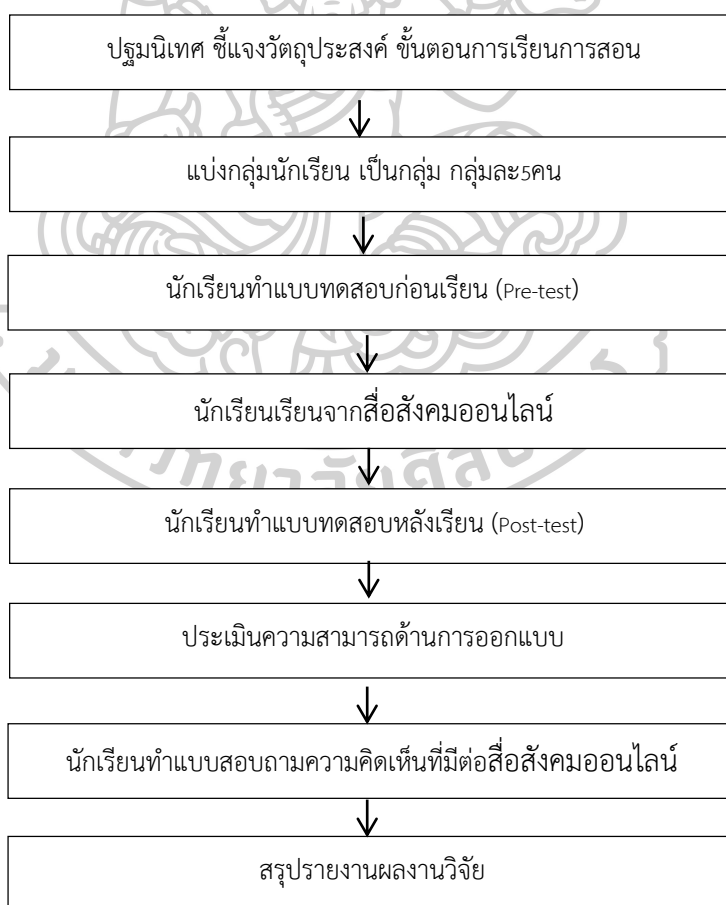 ปฐมนิเทศ ชี้แจงวัตถุประสงค์ ขั้นตอนการเรียนการสอน
แบ่งกลุ่มนักเรียน เป็นกลุ่ม กลุ่มละ5คน
นักเรียนทำแบบทดสอบก่อนเรียน (Pre-test)
นักเรียนเรียนจากสื่อสังคมออนไลน์
นักเรียนทำแบบทดสอบหลังเรียน (Post-test)
ประเมินความสามารถด้านการออกแบบ
นักเรียนทำแบบสอบถามความคิดเห็นที่มีต่อสื่อสังคมออนไลน์
สรุปรายงานผลงานวิจัย